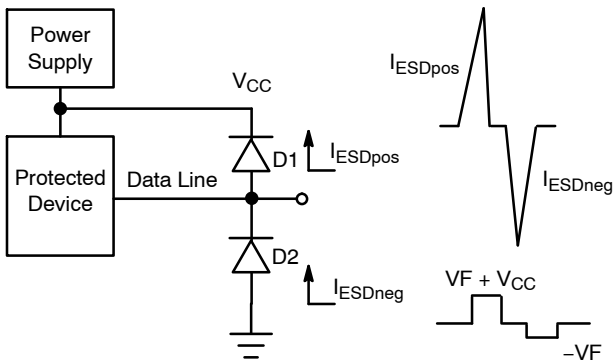 Power
Supply
V_CC
Protected
Device
Data Line
D1
I_ESDpos
D2
I_ESDneg
I_ESDpos
I_ESDneg
VF + V_CC
−VF